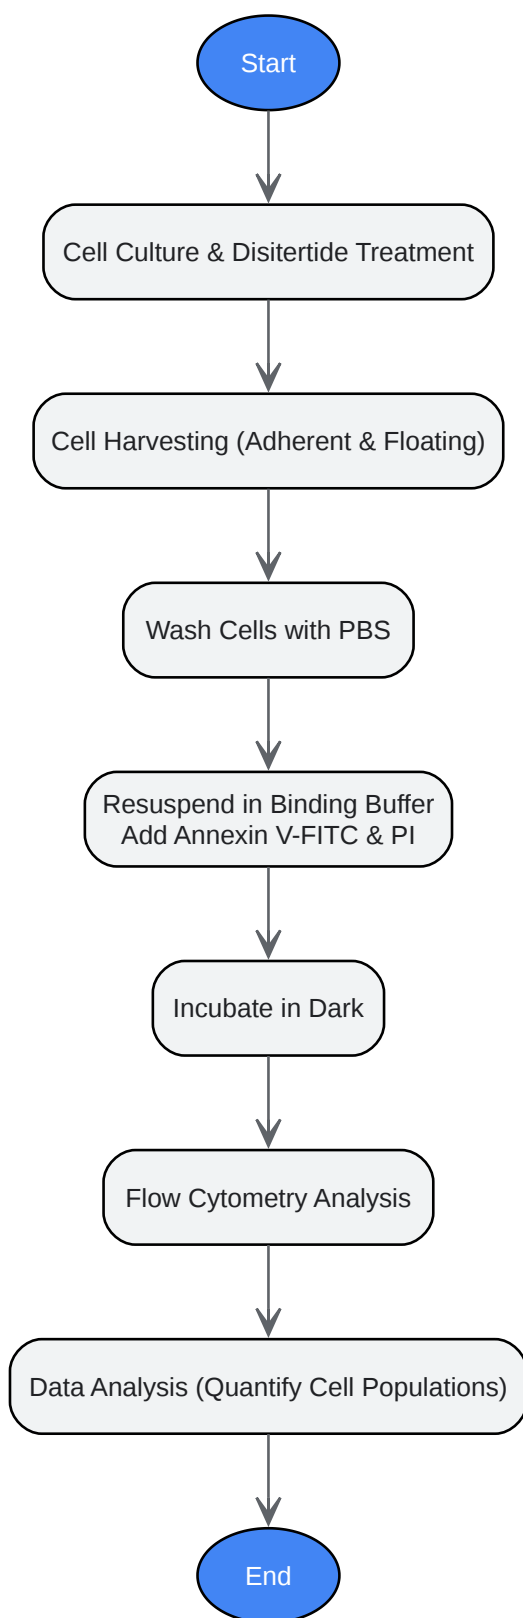 Start
Cell Culture & Disitertide Treatment
Cell Harvesting (Adherent & Floating)
Wash Cells with PBS
Resuspend in Binding Buffer
Add Annexin V-FITC & PI
Incubate in Dark
Flow Cytometry Analysis
Data Analysis (Quantify Cell Populations)
End